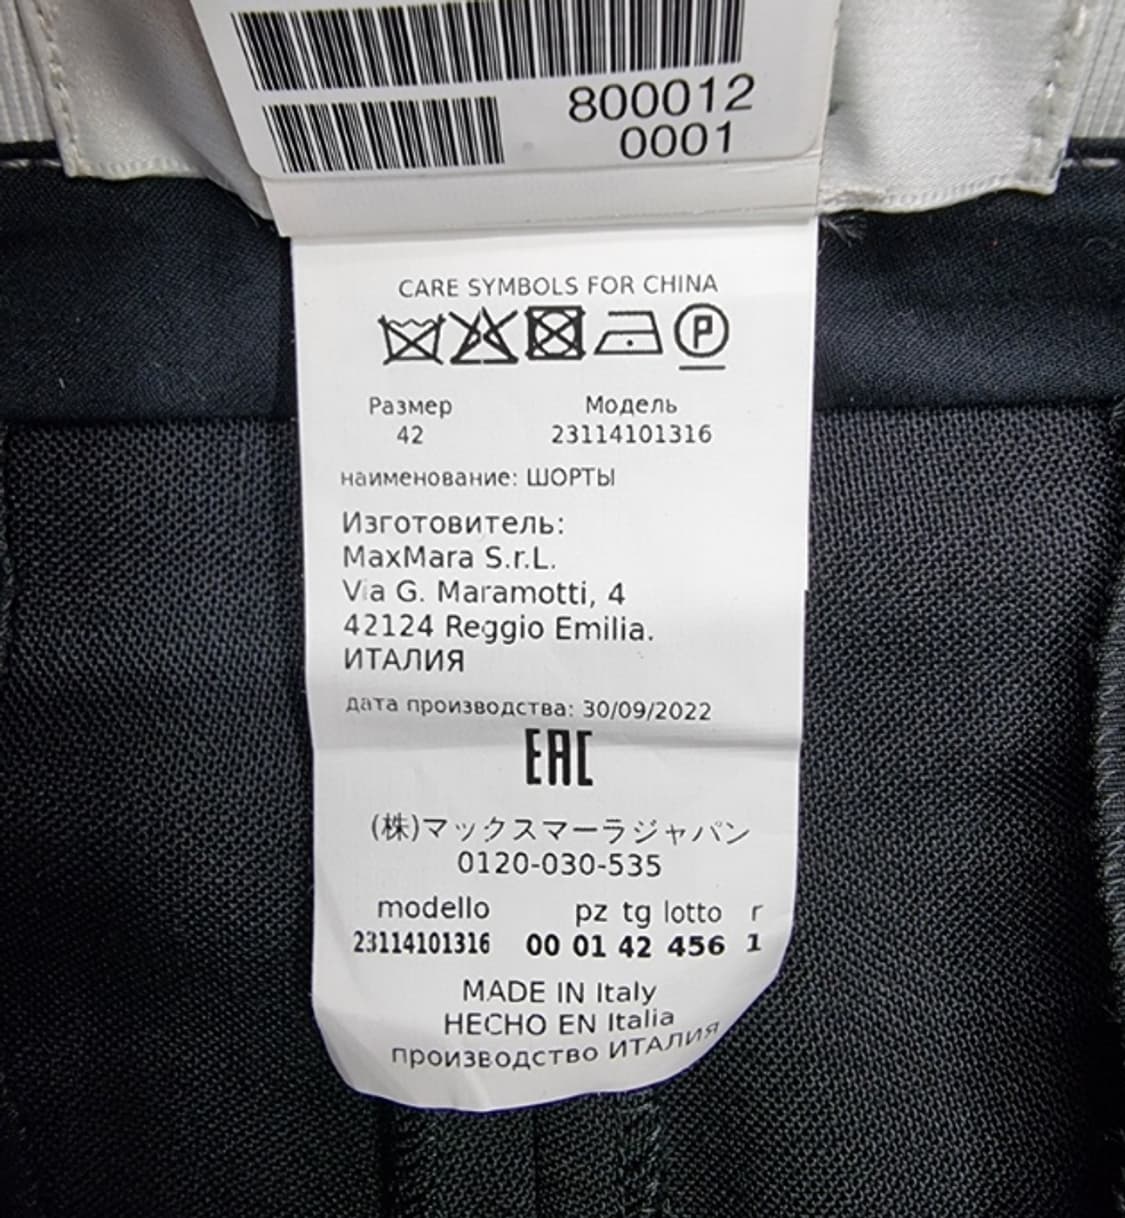 800012
0001
CARE SYMBOLS FOR CHINA
P
Размер Модель
42 23114101316
наименование: ШОРТЫ
Изготовитель:
MaxMara S.r.L.
Via G. Maramotti, 4
42124 Reggio Emilia.
ИТАЛИЯ
дата производства: 30/09/2022
EAC
(株)マックスマーラジャパン
0120-030-535
modello pz tg lotto r
23114101316 00 01 42 456 1
MADE IN Italy
HECHO EN Italia
производство ИТАЛИЯ